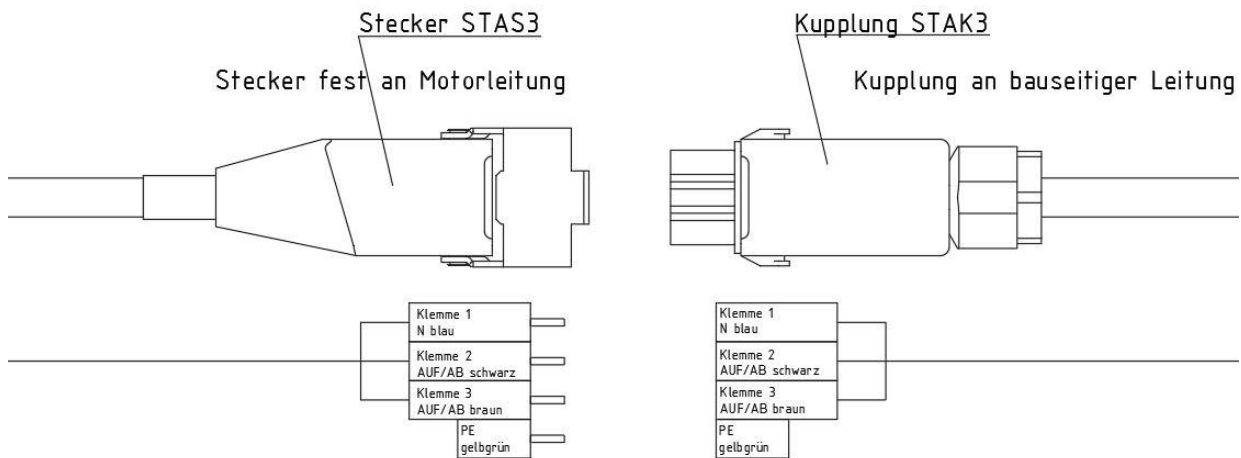 Stecker STAS3
Kupplung STAK3
Stecker fest an Motorleitung
Kupplung an bauseitiger Leitung
Klemme 1
N blau
Klemme 2
AUF/AB schwarz
Klemme 3
AUF/AB braun
PE
gelbgrün
Klemme 1
N blau
Klemme 2
AUF/AB schwarz
Klemme 3
AUF/AB braun
PE
gelbgrün